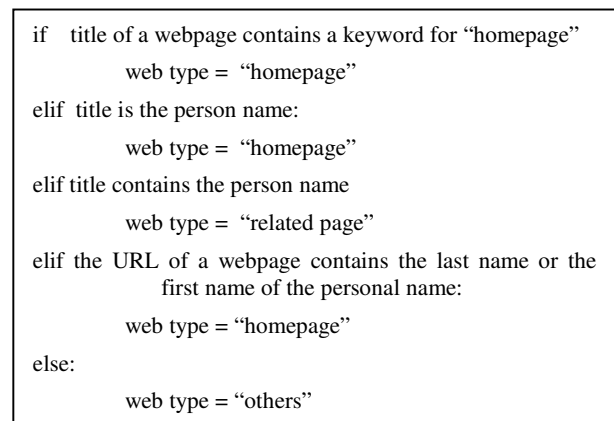 if title of a webpage contains a keyword for “homepage”
web type = “homepage”
elif title is the person name:
web type = “homepage”
elif title contains the person name
web type = “related page”
elif the URL of a webpage contains the last name or the
first name of the personal name:
web type = “homepage”
else:
web type = “others”